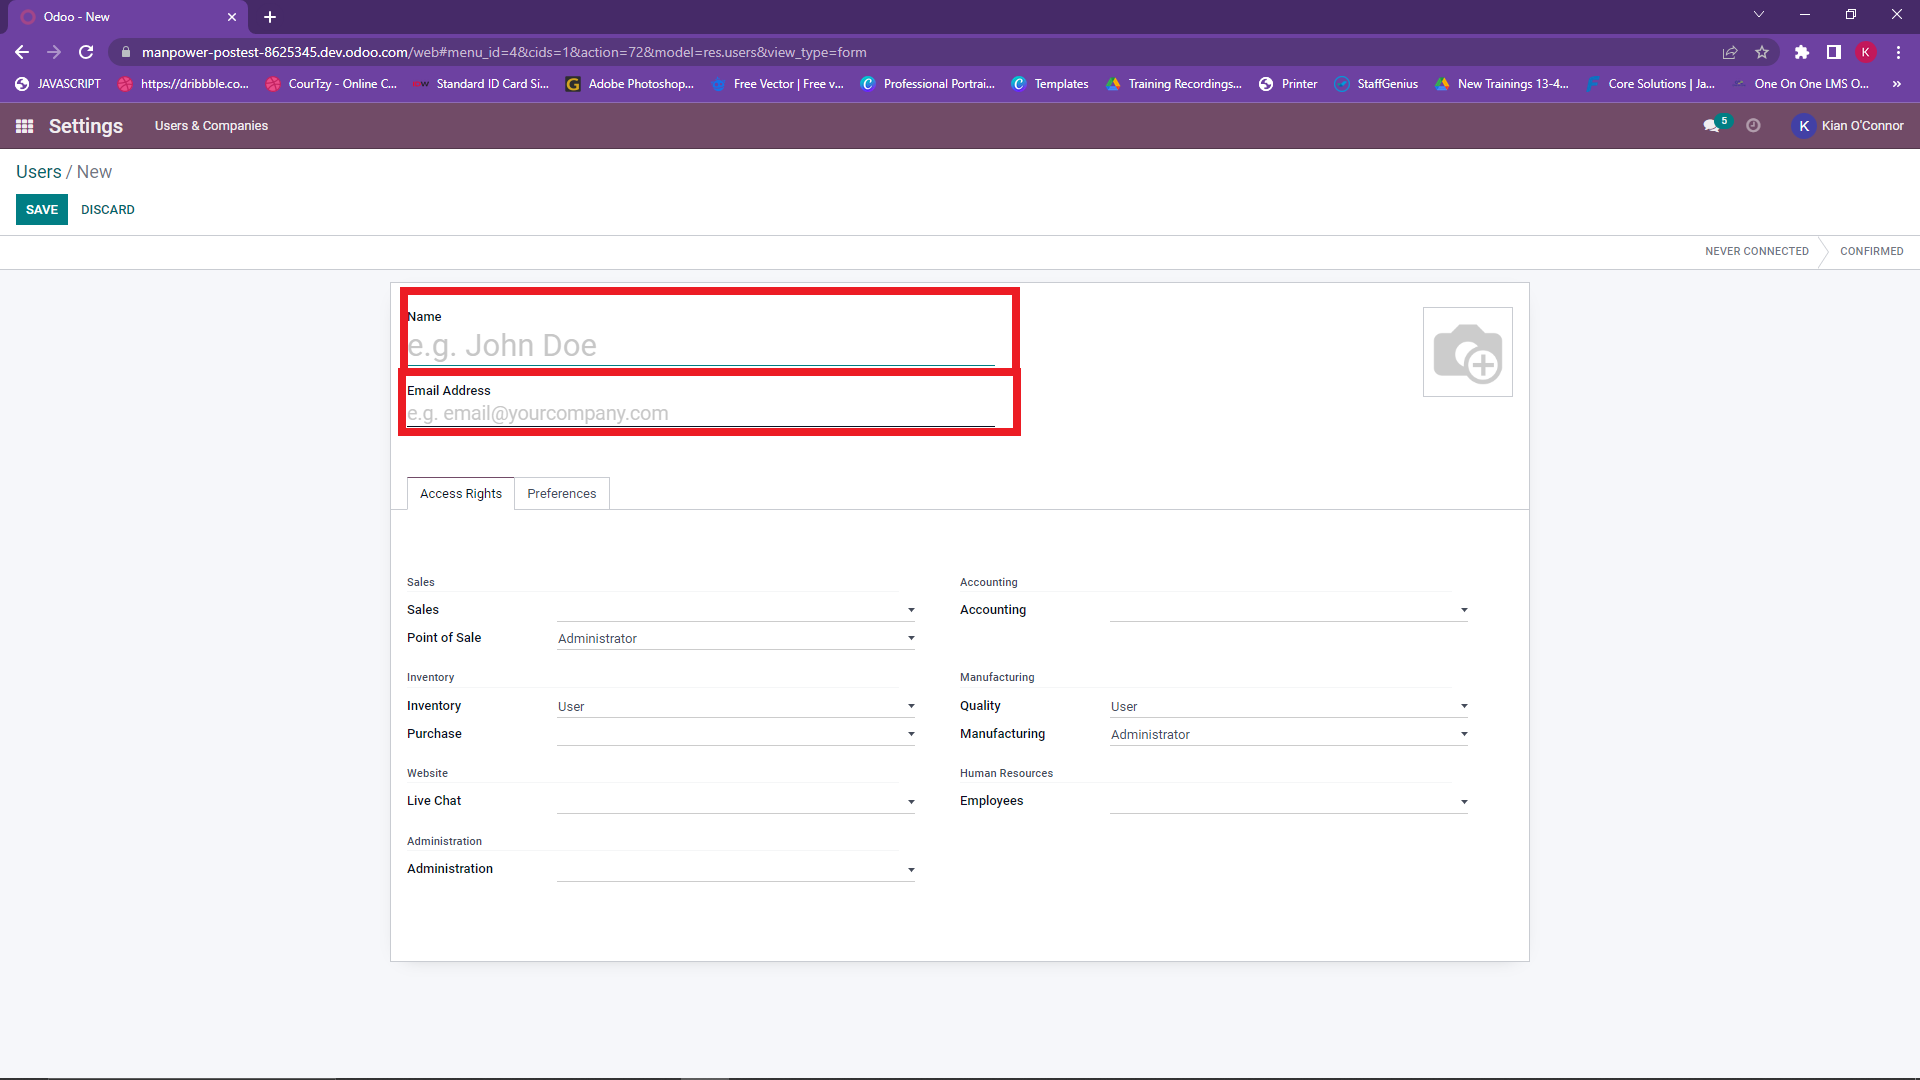 Odoo - New
manpower-postest-8625345.dev.odoo.com/web#menu_id=4&cids=1&action=72&model=res.users&view_type=form
K
JAVASCRIPT https://dribbble.co... CourTzy - Online C... Standard ID Card Si... Adobe Photoshop... Free Vector | Free v... Professional Portrai... Templates Training Recordings... Printer StaffGenius New Trainings 13-4... Core Solutions | Ja... One On One LMS O... »
Settings Users & Companies 5 K Kian O'Connor
Users / New
SAVE DISCARD
NEVER CONNECTED CONFIRMED
Name
e.g. John Doe
Email Address
e.g. email@yourcompany.com
Access Rights Preferences
Sales Accounting
Sales Accounting
Point of Sale Administrator
Inventory Manufacturing
Inventory User Quality User
Purchase Manufacturing Administrator
Website Human Resources
Live Chat Employees
Administration
Administration